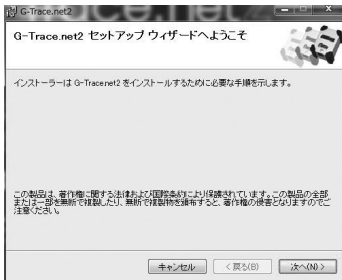 G-Trace.net2
G-Trace.net2 セットアップ ウィザードへようこそ
インストーラーは G-Trace.net2 をインストールするために必要な手順を示します。
この製品は、著作権に関する法律および国際条約により保護されています。この製品の全部
または一部を無断で複製したり、無断で複製物を頒布すると、著作権の侵害となりますのでご
注意ください。
キャンセル
< 戻る(B)
次へ(N) >